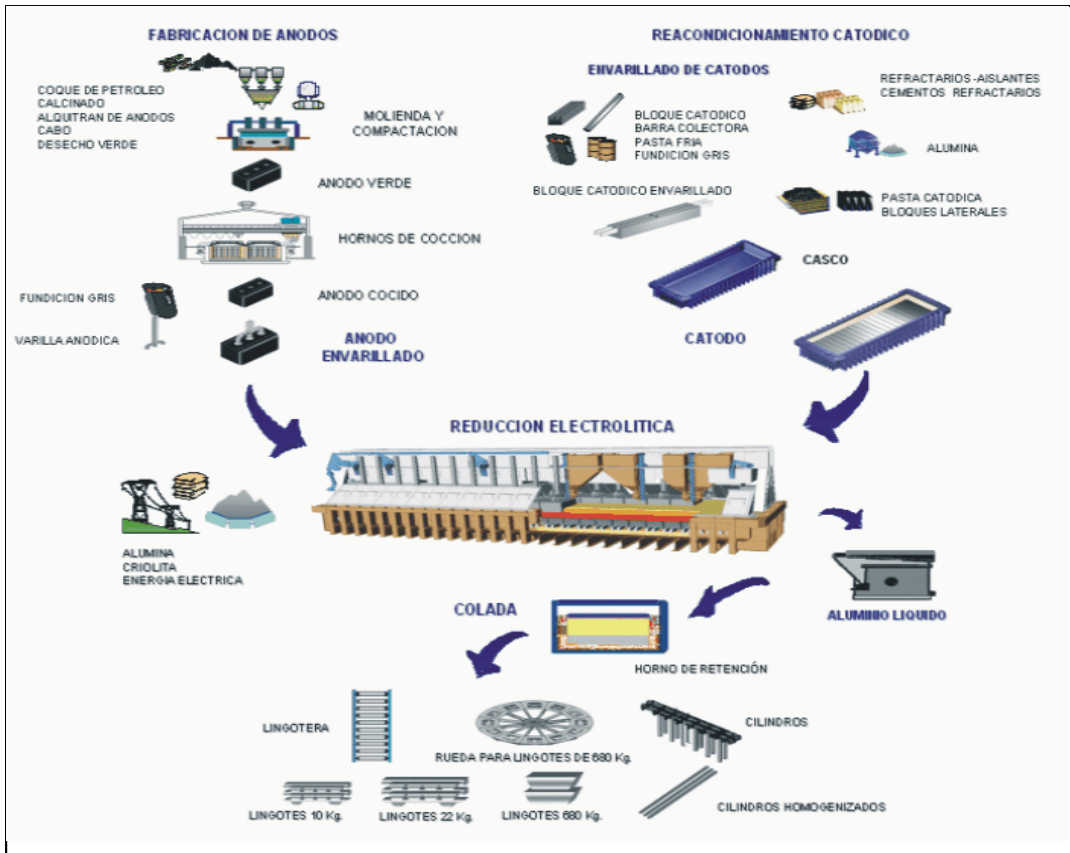 FABRICACION DE ANODOS
COQUE DE PETROLEO
CALCINADO
ALQUITRAN DE ANODOS
CABO
DESECHO VERDE
MOLIENDA Y
COMPACTACION
ANODO VERDE
HORNOS DE COCCION
ANODO COCIDO
FUNDICION GRIS
VARILLA ANODICA
ANODO
ENVARILLADO
REACONDICIONAMIENTO CATODICO
ENVARILLADO DE CATODOS
BLOQUE CATODICO
BARRA COLECTORA
PASTA FRIA
FUNDICION GRIS
BLOQUE CATODICO ENVARILLADO
REFRACTARIOS -AISLANTES
CEMENTOS REFRACTARIOS
ALUMINA
PASTA CATODICA
BLOQUES LATERALES
CASCO
CATODO
REDUCCION ELECTROLITICA
ALUMINA
CRIOLITA
ENERGIA ELECTRICA
ALUMINIO LIQUIDO
COLADA
HORNO DE RETENCIÓN
LINGOTERA
RUEDA PARA LINGOTES DE 680 Kg.
CILINDROS
LINGOTES 10 Kg.
LINGOTES 22 Kg.
LINGOTES 680 Kg.
CILINDROS HOMOGENIZADOS